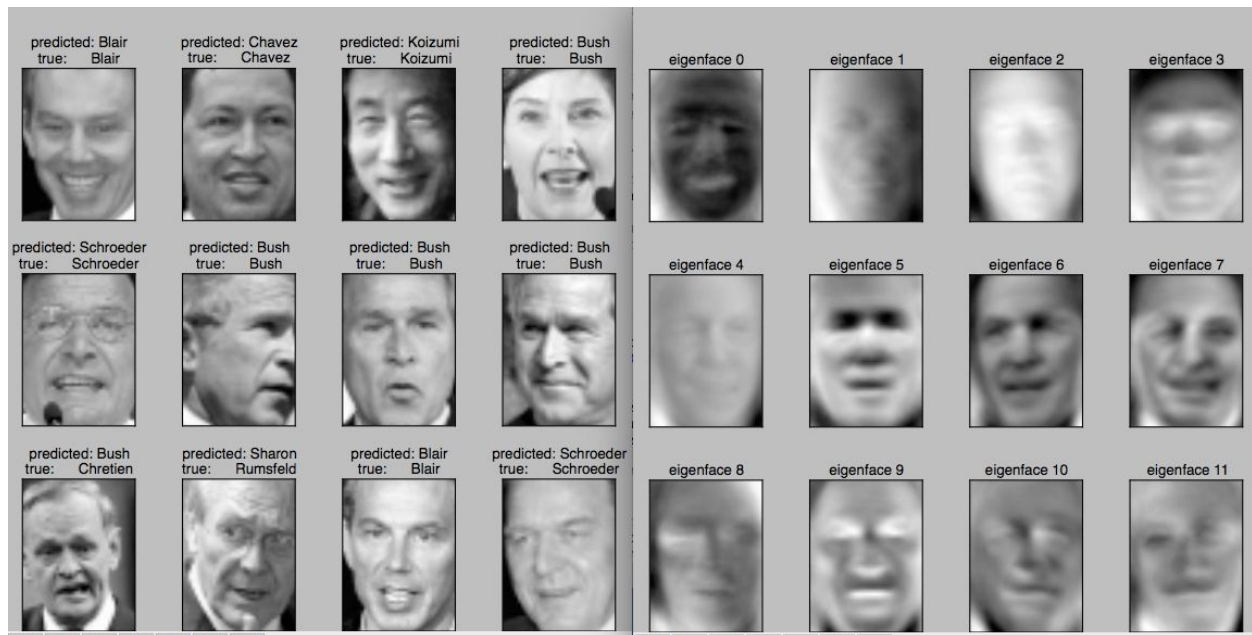 predicted: Blair
true: Blair
predicted: Chavez
true: Chavez
predicted: Koizumi
true: Koizumi
predicted: Bush
true: Bush
predicted: Schroeder
true: Schroeder
predicted: Bush
true: Bush
predicted: Bush
true: Bush
predicted: Bush
true: Bush
predicted: Bush
true: Chretien
predicted: Sharon
true: Rumsfeld
predicted: Blair
true: Blair
predicted: Schroeder
true: Schroeder
eigenface 0
eigenface 1
eigenface 2
eigenface 3
eigenface 4
eigenface 5
eigenface 6
eigenface 7
eigenface 8
eigenface 9
eigenface 10
eigenface 11